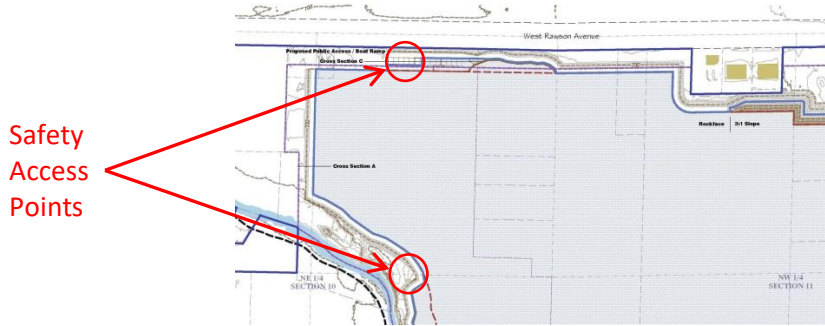 West Rawson Avenue
Proposed Public Access / Boat Ramp
Cross Section C
Safety
Access
Points
Rockface
3:1 Slope
Cross Section A
NE 1/4
SECTION 10
NW 1/4
SECTION 11